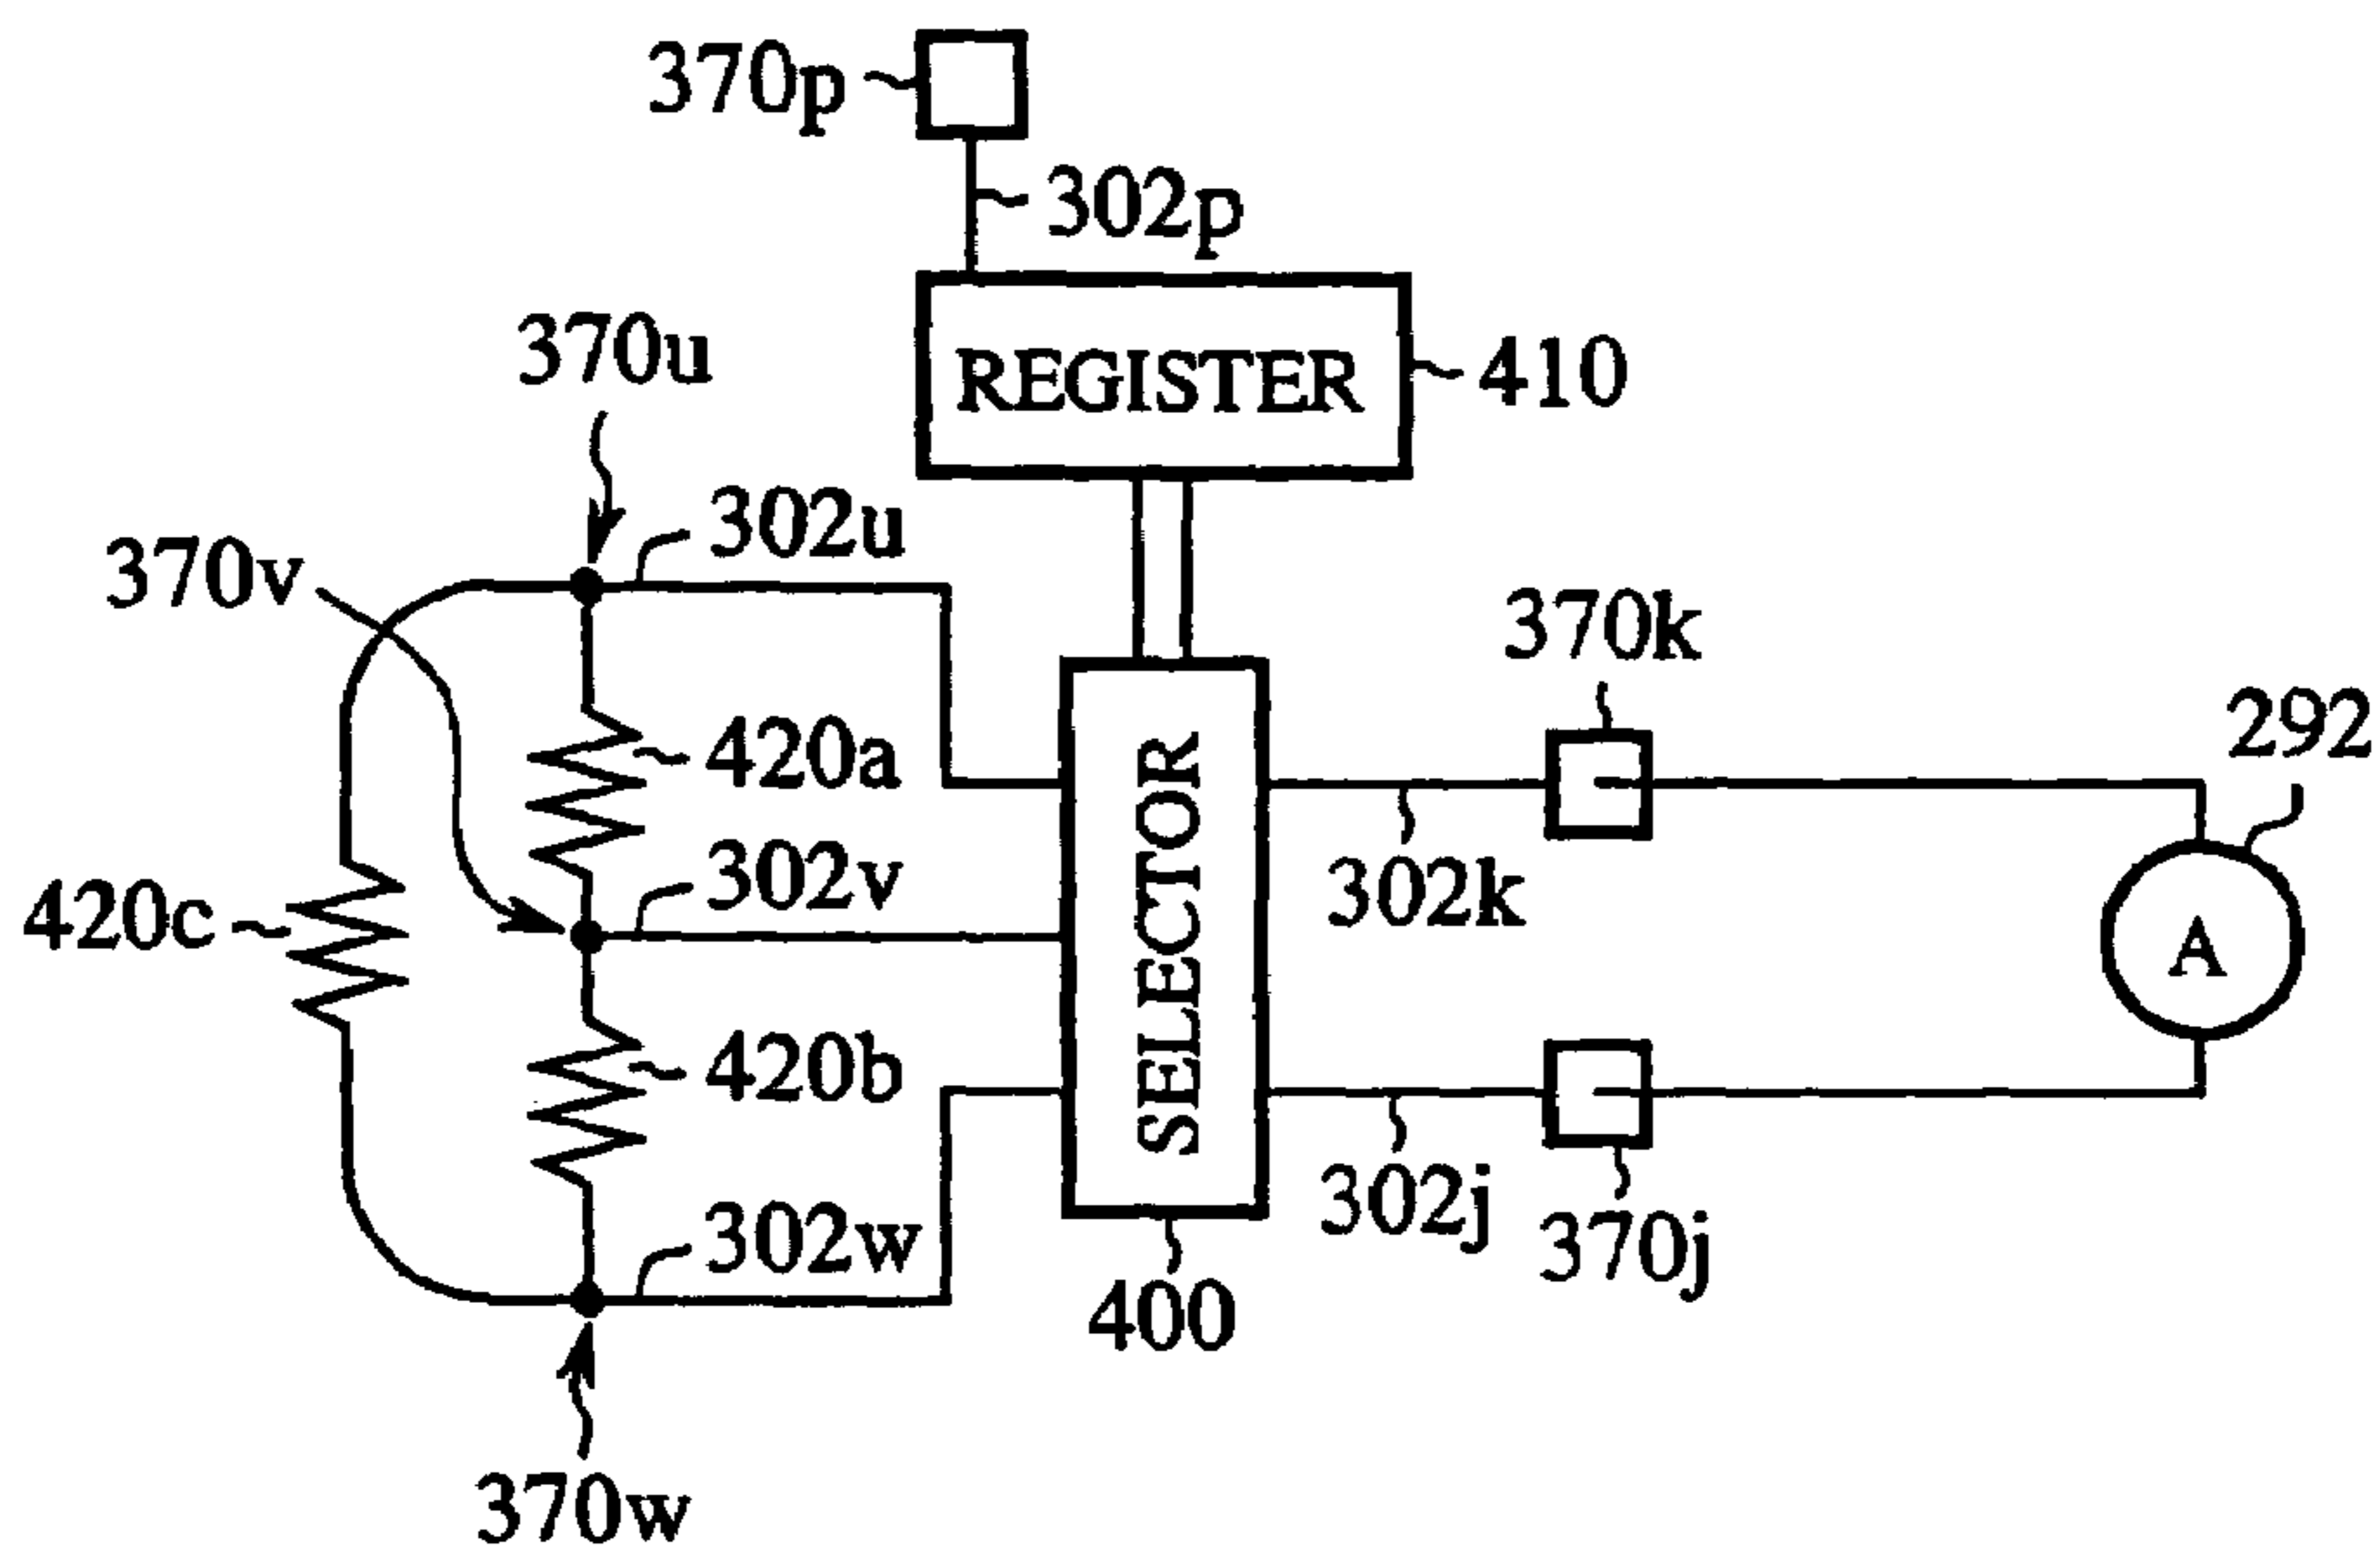 370p
302p
370u
REGISTER
410
302u
370v
370k
292
420a
SELECTOR
302v
302k
420c
A
420b
302w
302j
370j
400
370w